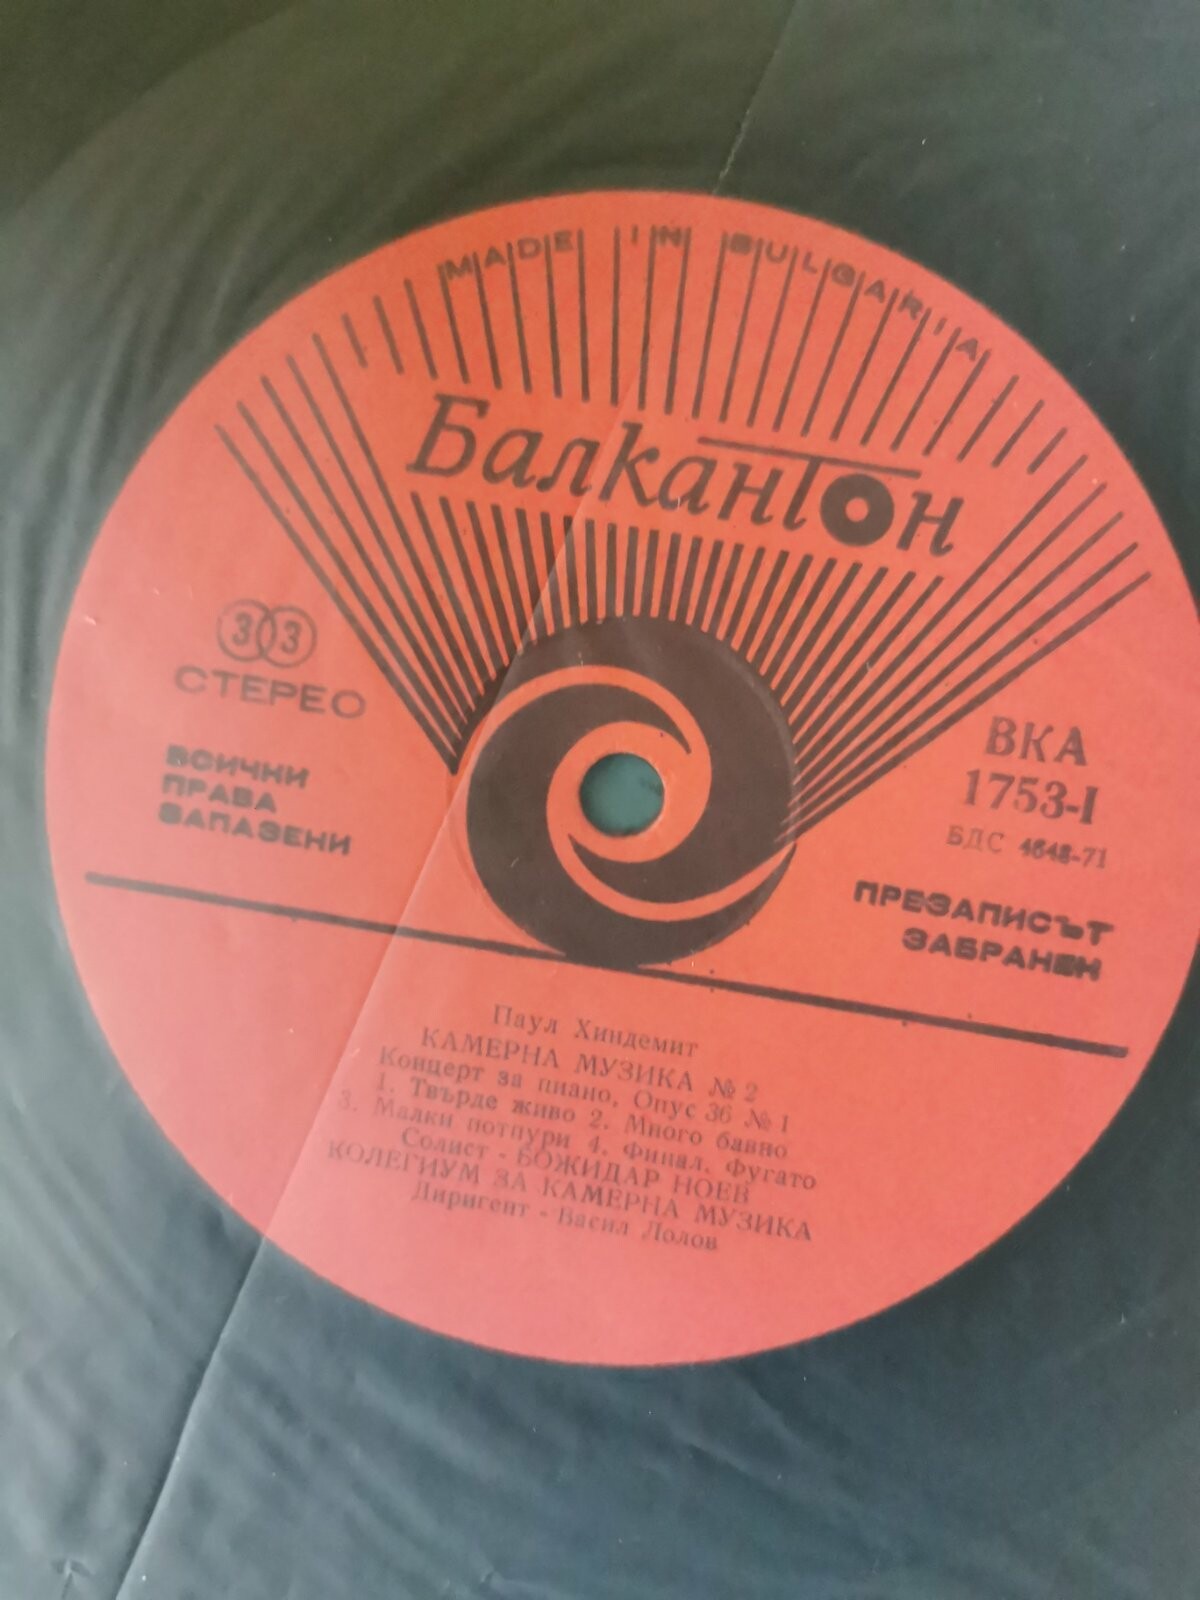 MADE IN BULGARIA
Балкантон
33
СТЕРЕО
ВСИЧКИ
ПРАВА
ЗАПАЗЕНИ
ВКА
1753-I
БДС 4648-71
ПРЕЗАПИСЪТ
ЗАБРАНЕН
Паул Хиндемит
КАМЕРНА МУЗИКА № 2
Концерт за пиано, Опус 36 № 1
1. Твърде живо 2. Много бавно
3. Малки потпури 4. Финал. Фугато
Солист - БОЖИДАР НОЕВ
КОЛЕГИУМ ЗА КАМЕРНА МУЗИКА
Диригент - Васил Лолов